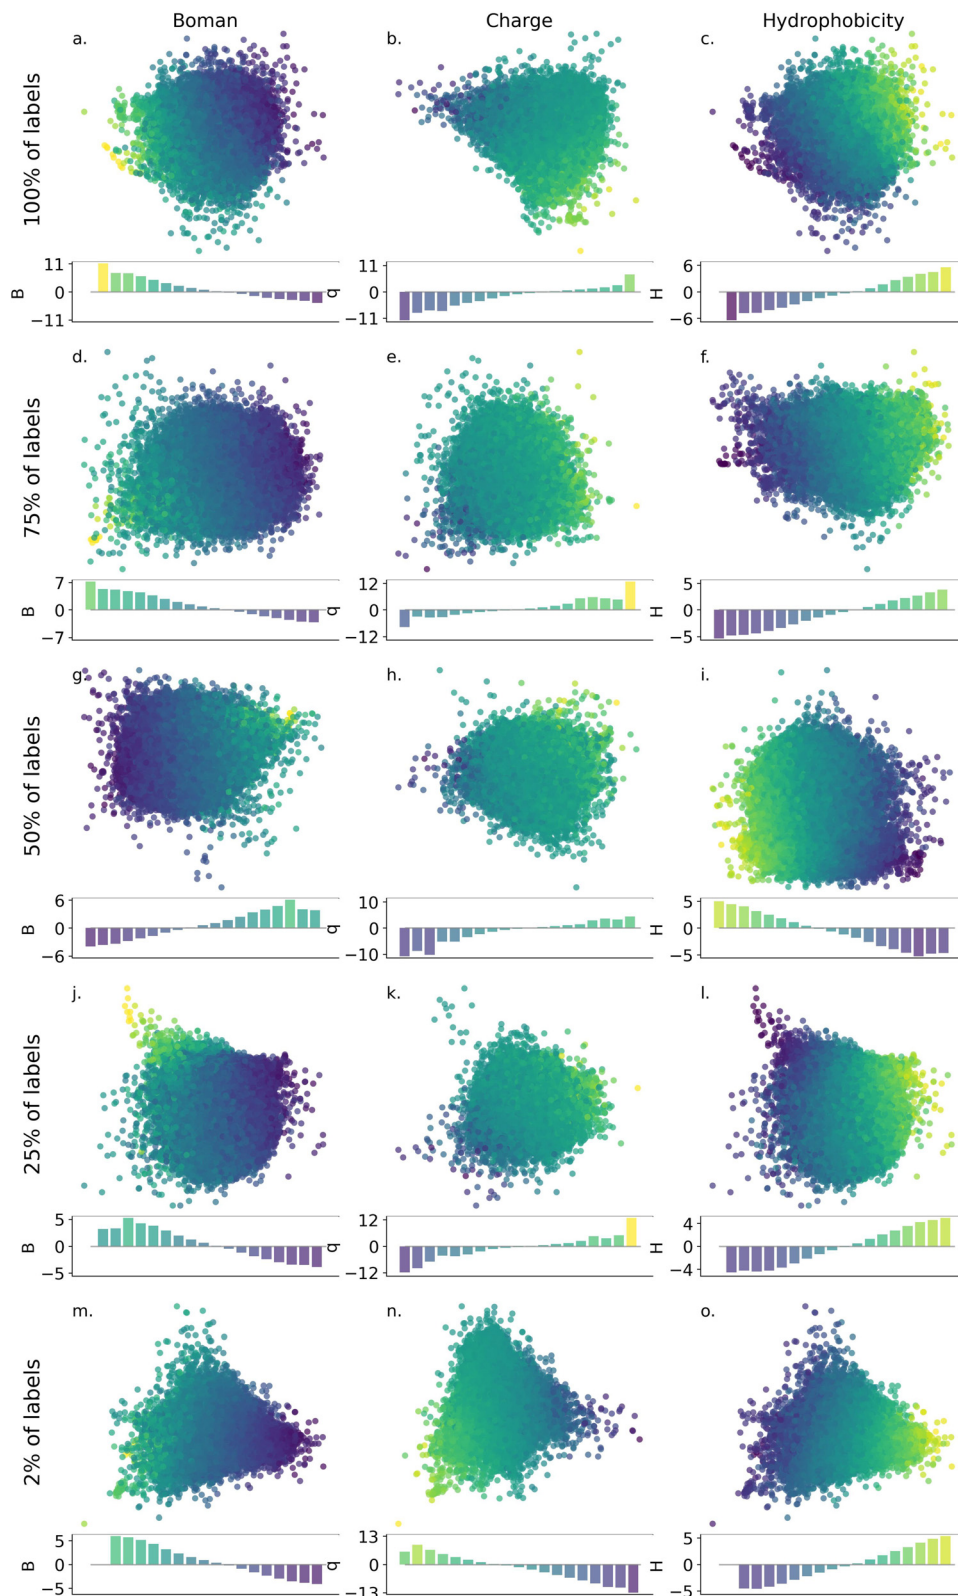 Boman Charge Hydrophobicity
100% of labels
a. b. c.
B 11 0 −11
q 11 0 −11
H 6 0 −6
75% of labels
d. e. f.
B 7 0 −7
q 12 0 −12
H 5 0 −5
50% of labels
g. h. i.
B 6 0 −6
q 10 0 −10
H 5 0 −5
25% of labels
j. k. l.
B 5 0 −5
q 12 0 −12
H 4 0 −4
2% of labels
m. n. o.
B 5 0 −5
q 13 0 −13
H 5 0 −5